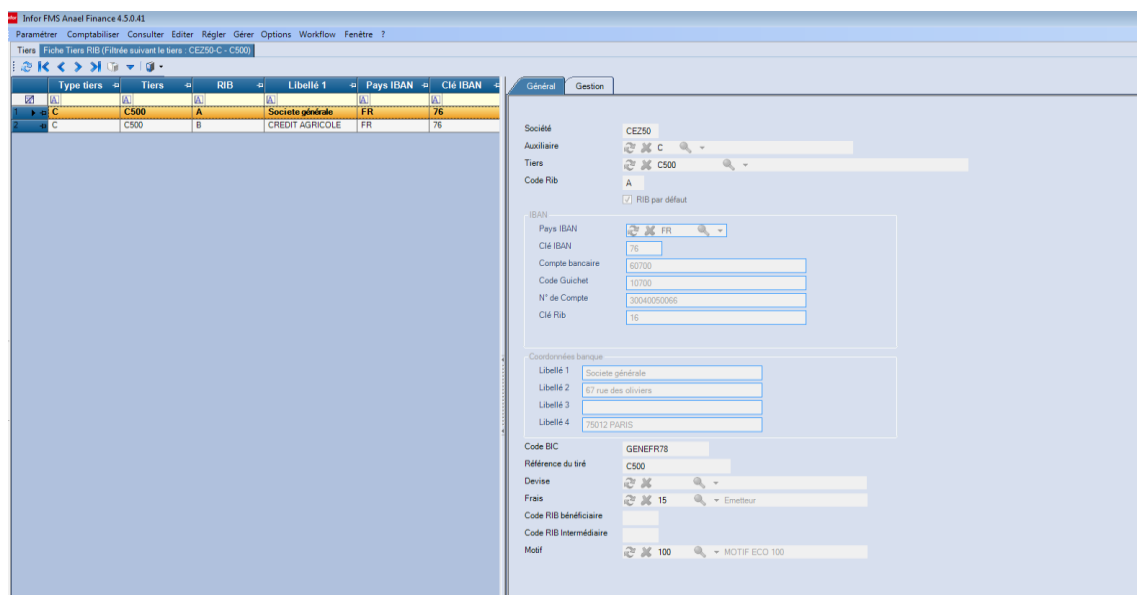 infor Infor FMS Anael Finance 4.5.0.41
Paramétrer Comptabiliser Consulter Editer Régler Gérer Options Workflow Fenêtre ?
Tiers Fiche Tiers RIB (Filtrée suivant le tiers : CEZ50-C - C500)
Type tiers Tiers RIB Libellé 1 Pays IBAN Clé IBAN
1 C C500 A Societe générale FR 76
2 C C500 B CREDIT AGRICOLE FR 76
Général Gestion
Société CEZ50
Auxiliaire C
Tiers C500
Code Rib A
RIB par défaut
IBAN
Pays IBAN FR
Clé IBAN 76
Compte bancaire 60700
Code Guichet 10700
N° de Compte 30040050066
Clé Rib 16
Coordonnées banque
Libellé 1 Societe générale
Libellé 2 67 rue des oliviers
Libellé 3
Libellé 4 75012 PARIS
Code BIC GENEFR78
Référence du tiré C500
Devise
Frais 15 Emetteur
Code RIB bénéficiaire
Code RIB Intermédiaire
Motif 100 MOTIF ECO 100